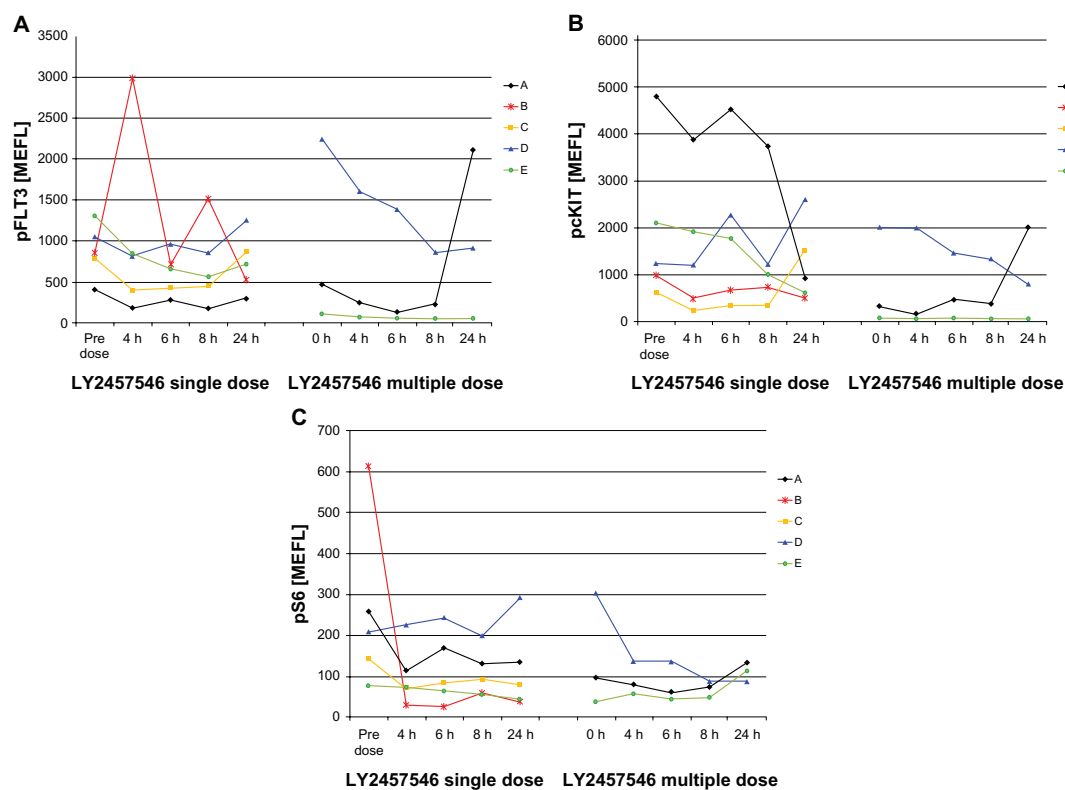 A
pFLT3 [MEFL]
3500
3000
2500
2000
1500
1000
500
0
Pre dose
4 h
6 h
8 h
24 h
0 h
4 h
6 h
8 h
24 h
LY2457546 single dose
LY2457546 multiple dose
A
B
C
D
E
B
pcKIT [MEFL]
6000
5000
4000
3000
2000
1000
0
Pre dose
4 h
6 h
8 h
24 h
0 h
4 h
6 h
8 h
24 h
LY2457546 single dose
LY2457546 multiple dose
C
pS6 [MEFL]
700
600
500
400
300
200
100
0
Pre dose
4 h
6 h
8 h
24 h
0 h
4 h
6 h
8 h
24 h
LY2457546 single dose
LY2457546 multiple dose
A
B
C
D
E